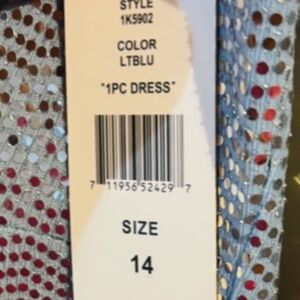 STYLE
1K5902
COLOR
LTBLU
"1PC DRESS"
7 11956 52429 7
SIZE
14